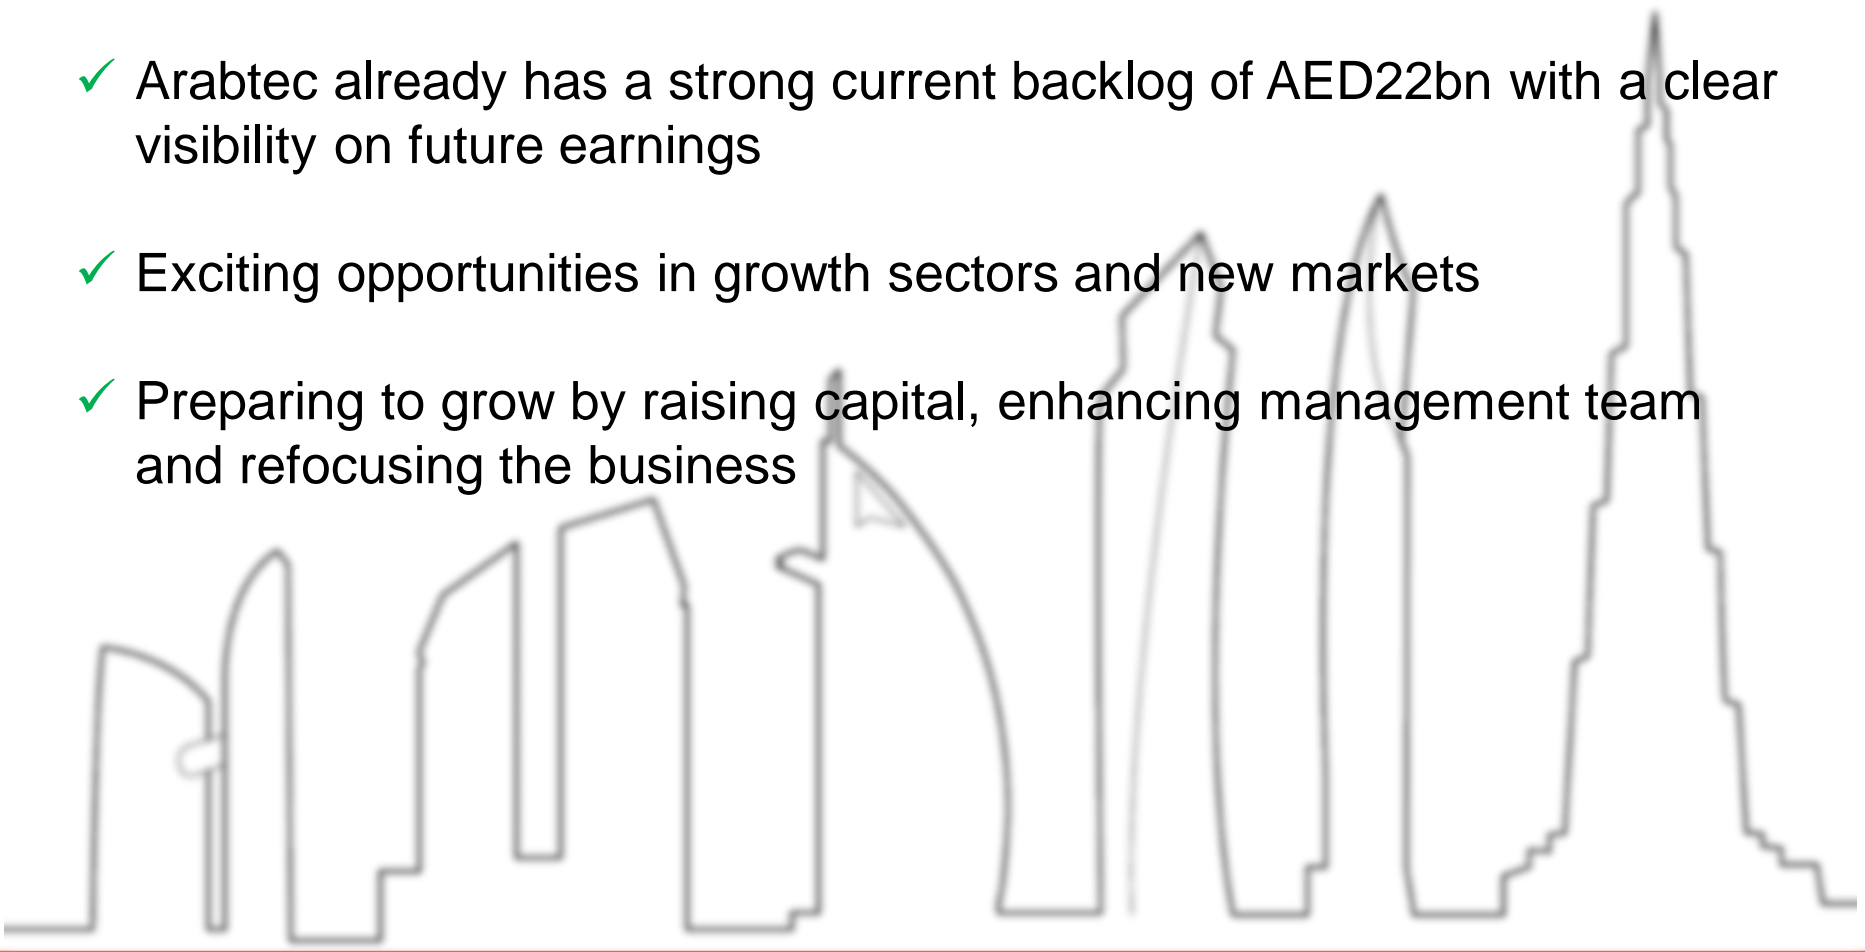 ✓ Arabtec already has a strong current backlog of AED22bn with a clear
visibility on future earnings
✓ Exciting opportunities in growth sectors and new markets
✓ Preparing to grow by raising capital, enhancing management team
and refocusing the business